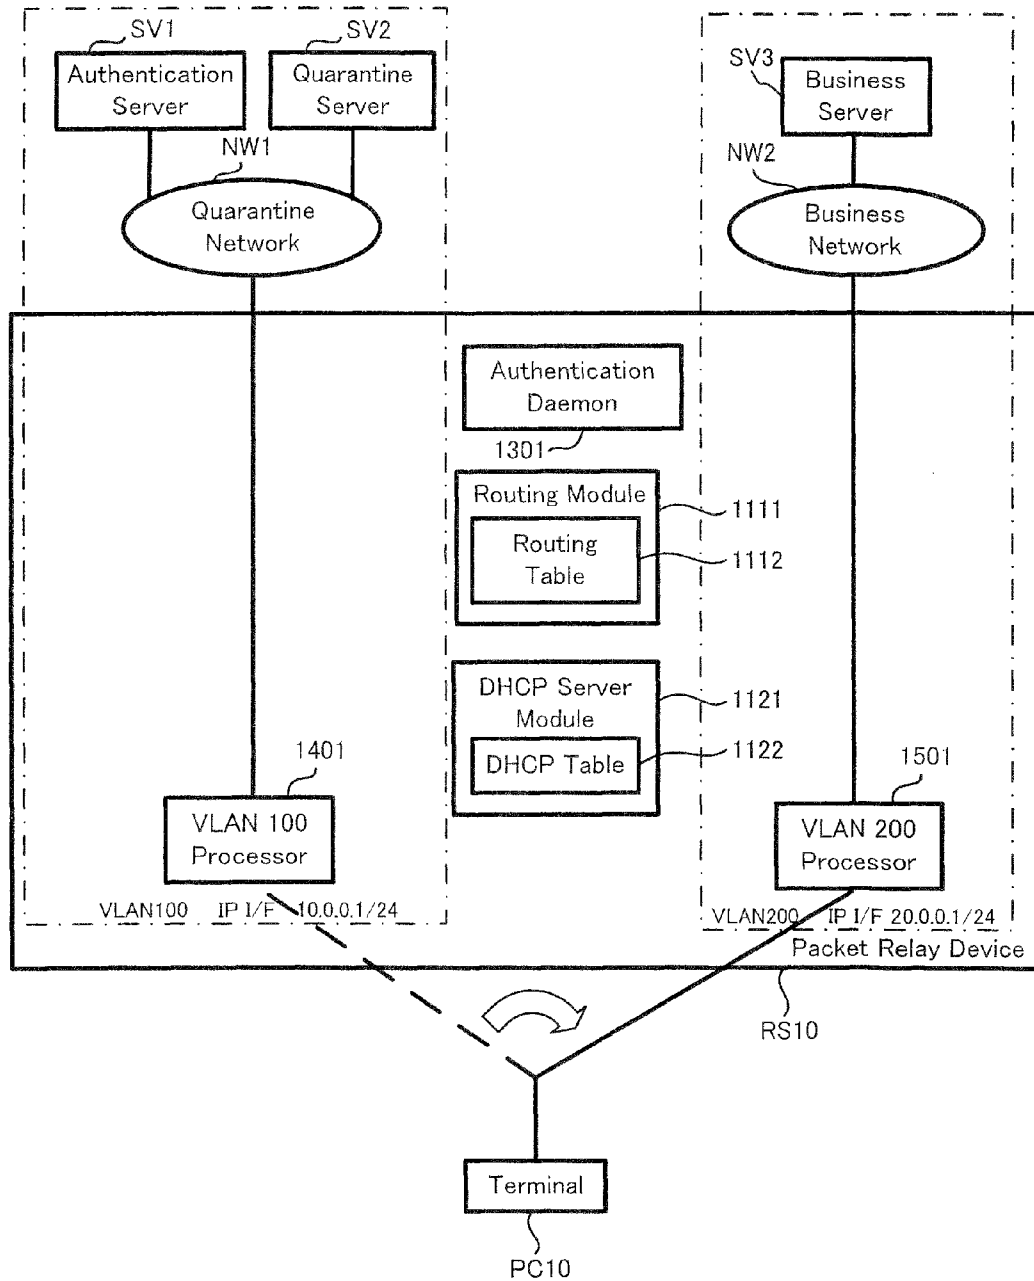 SV1
SV2
Authentication
Server
Quarantine
Server
SV3
Business
Server
NW1
NW2
Quarantine
Network
Business
Network
Authentication
Daemon
1301
Routing Module
1111
Routing
Table
1112
DHCP Server
Module
1121
DHCP Table
1122
1401
1501
VLAN 100
Processor
VLAN 200
Processor
VLAN100 IP I/F 10.0.0.1/24
VLAN200 IP I/F 20.0.0.1/24
Packet Relay Device
RS10
Terminal
PC10